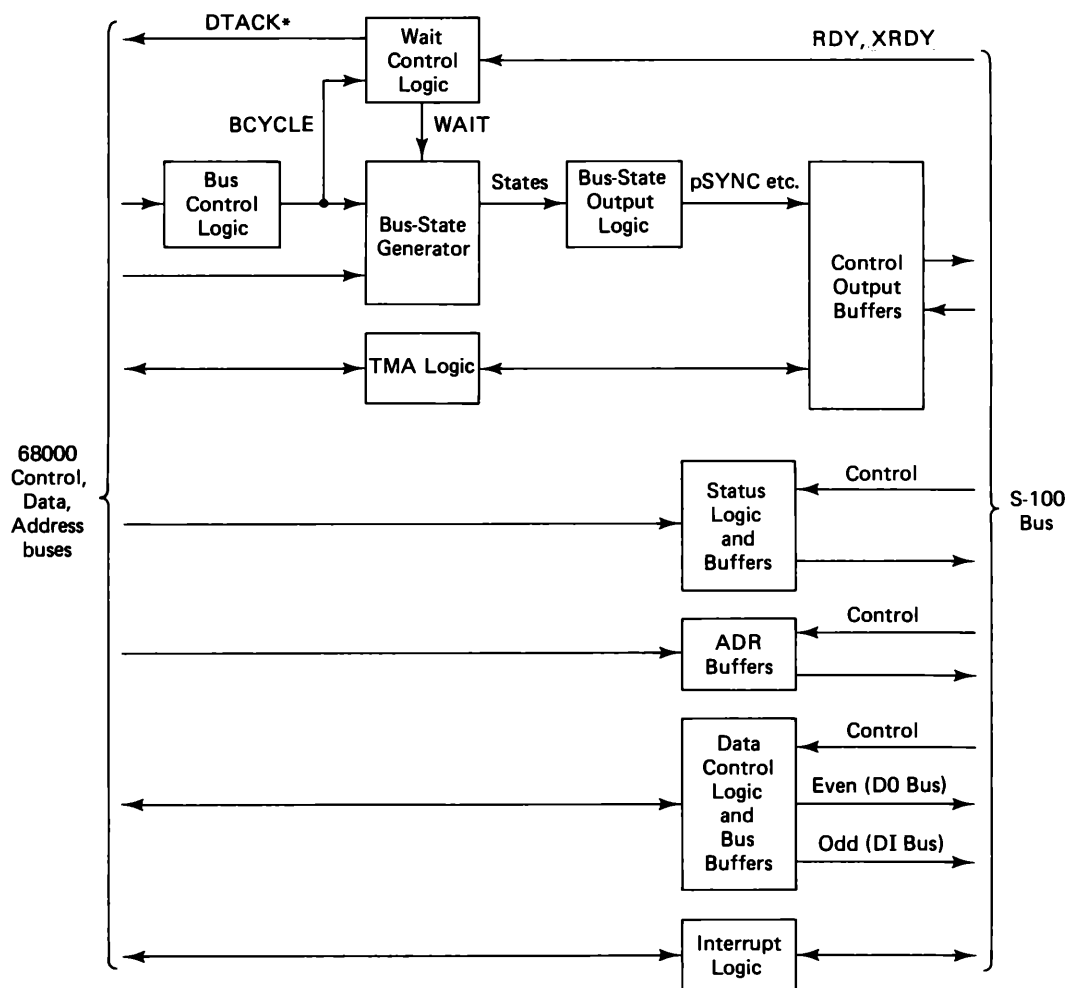 DTACK*
Wait
Control
Logic
RDY, XRDY
BCYCLE
WAIT
Bus
Control
Logic
Bus-State
Generator
States
Bus-State
Output
Logic
pSYNC etc.
Control
Output
Buffers
TMA Logic
68000
Control,
Data,
Address
buses
Status
Logic
and
Buffers
Control
S-100
Bus
ADR
Buffers
Control
Data
Control
Logic
and
Bus
Buffers
Control
Even (D0 Bus)
Odd (DI Bus)
Interrupt
Logic